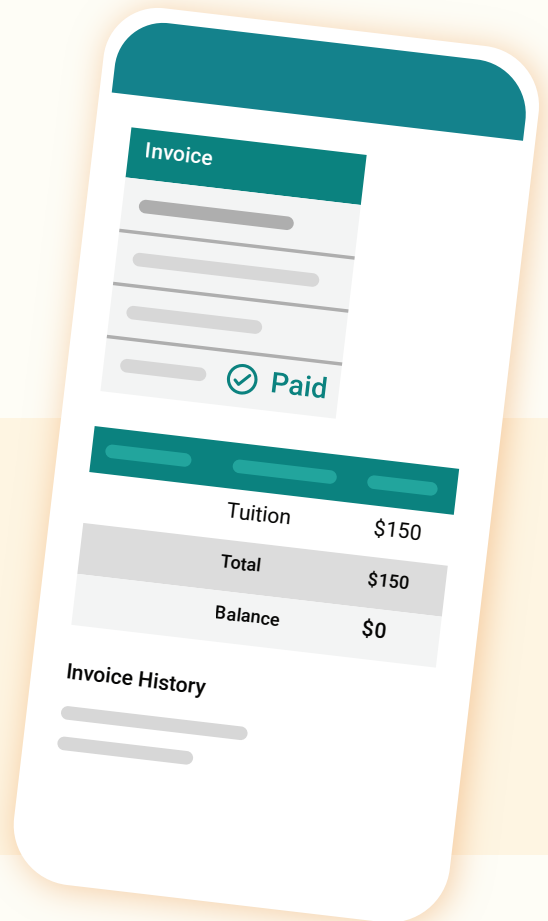 Invoice
Paid
Tuition $150
Total $150
Balance $0
Invoice History